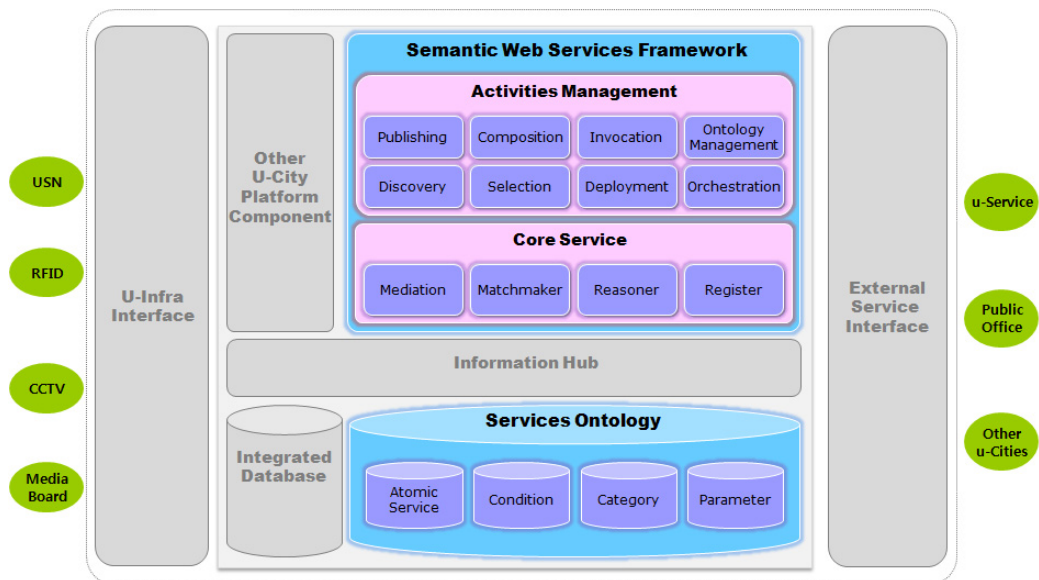 USN
RFID
CCTV
Media
Board
U-Infra
Interface
Other
U-City
Platform
Component
Semantic Web Services Framework
Activities Management
Publishing
Composition
Invocation
Ontology
Management
Discovery
Selection
Deployment
Orchestration
Core Service
Mediation
Matchmaker
Reasoner
Register
Information Hub
Integrated
Database
Services Ontology
Atomic
Service
Condition
Category
Parameter
External
Service
Interface
u-Service
Public
Office
Other
u-Cities